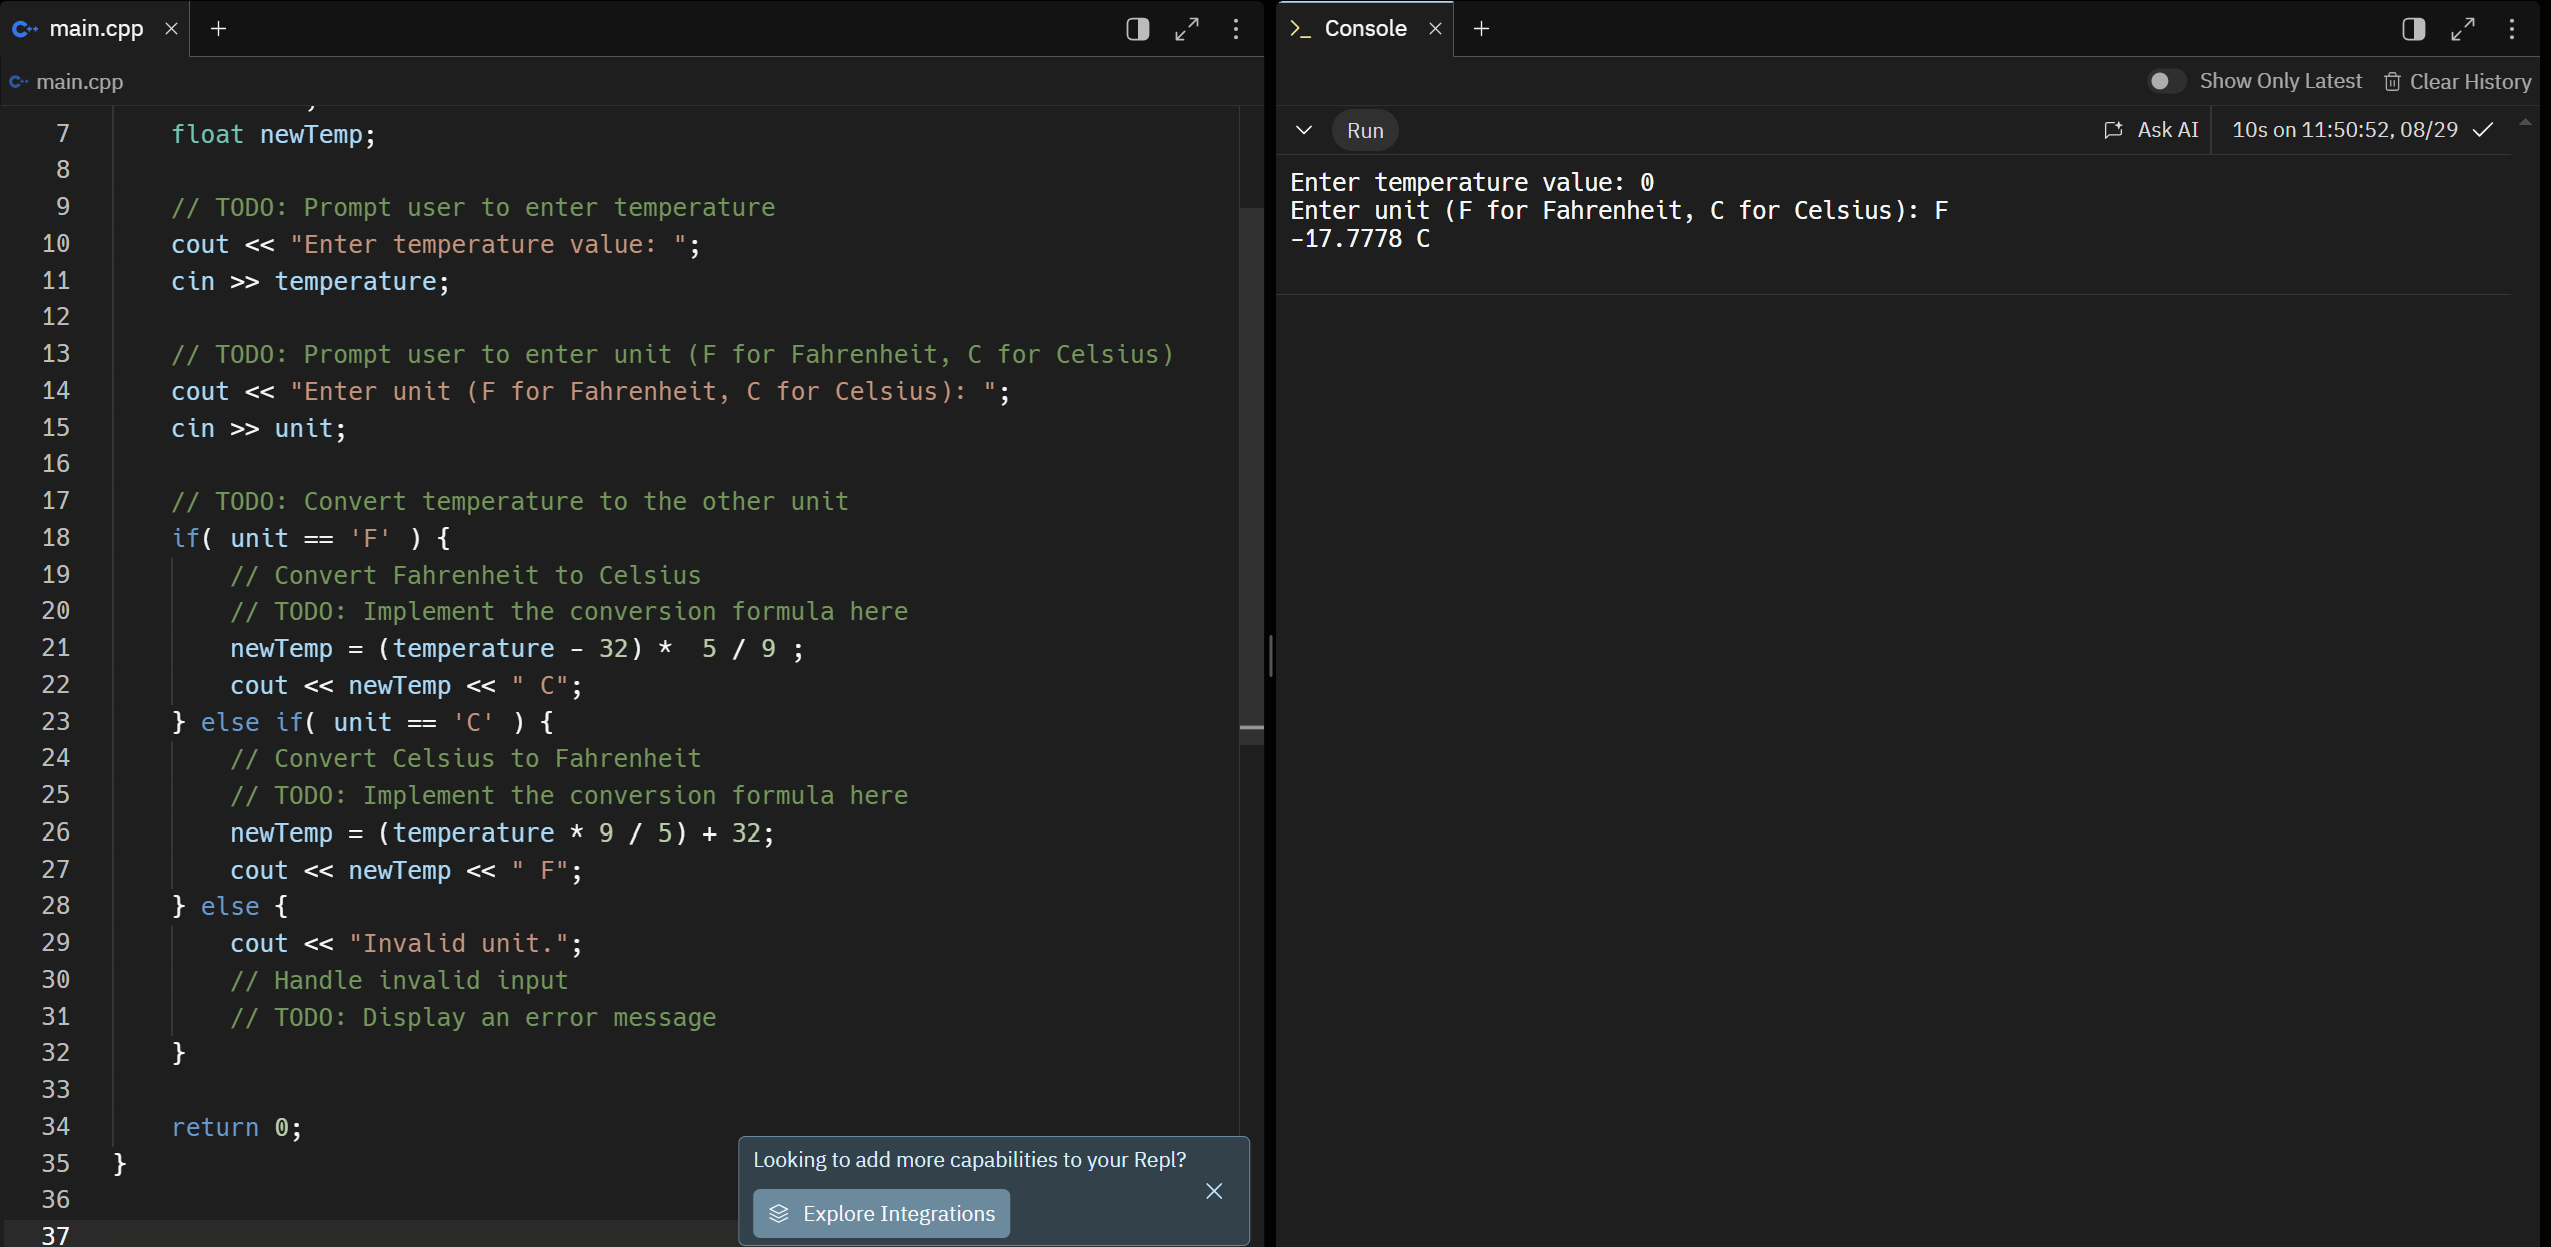 main.cpp
main.cpp
7 float newTemp;
8
9 // TODO: Prompt user to enter temperature
10 cout << "Enter temperature value: ";
11 cin >> temperature;
12
13 // TODO: Prompt user to enter unit (F for Fahrenheit, C for Celsius)
14 cout << "Enter unit (F for Fahrenheit, C for Celsius): ";
15 cin >> unit;
16
17 // TODO: Convert temperature to the other unit
18 if( unit == 'F' ) {
19 // Convert Fahrenheit to Celsius
20 // TODO: Implement the conversion formula here
21 newTemp = (temperature - 32) *  5 / 9 ;
22 cout << newTemp << " C";
23 } else if( unit == 'C' ) {
24 // Convert Celsius to Fahrenheit
25 // TODO: Implement the conversion formula here
26 newTemp = (temperature * 9 / 5) + 32;
27 cout << newTemp << " F";
28 } else {
29 cout << "Invalid unit.";
30 // Handle invalid input
31 // TODO: Display an error message
32 }
33
34 return 0;
35 }
36
37
Looking to add more capabilities to your Repl?
Explore Integrations
Console
Show Only Latest Clear History
Run Ask AI 10s on 11:50:52, 08/29
Enter temperature value: 0
Enter unit (F for Fahrenheit, C for Celsius): F
-17.7778 C